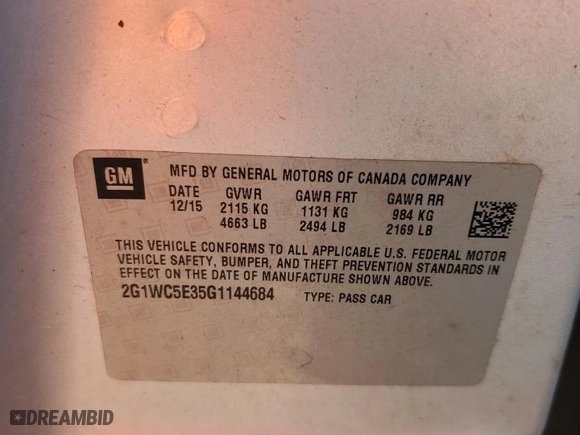 GM ® MFD BY GENERAL MOTORS OF CANADA COMPANY
DATE GVWR GAWR FRT GAWR RR
12/15 2115 KG 1131 KG 984 KG
4663 LB 2494 LB 2169 LB
THIS VEHICLE CONFORMS TO ALL APPLICABLE U.S. FEDERAL MOTOR
VEHICLE SAFETY, BUMPER, AND THEFT PREVENTION STANDARDS IN
EFFECT ON THE DATE OF MANUFACTURE SHOWN ABOVE.
2G1WC5E35G1144684 TYPE: PASS CAR
DREAMBID